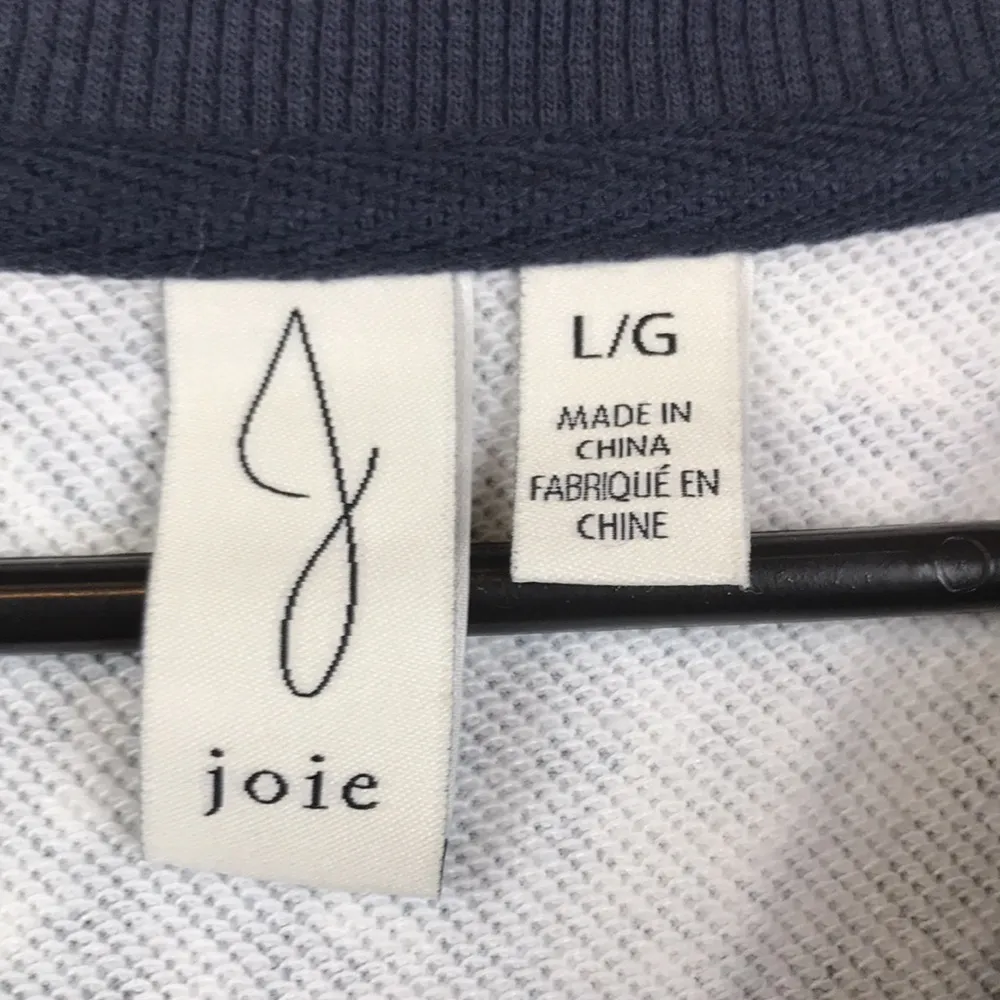 joie
L/G
MADE IN
CHINA
FABRIQUÉ EN
CHINE